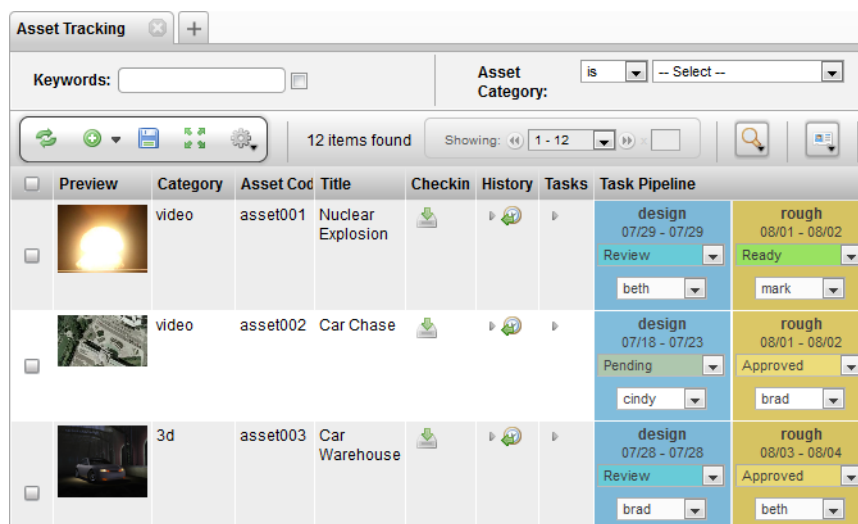 Asset Tracking
Keywords:
Asset Category:
is
-- Select --
12 items found
Showing:
1 - 12
x
Preview Category Asset Cod Title Checkin History Tasks Task Pipeline
video asset001 Nuclear Explosion
design
07/29 - 07/29
Review
beth
rough
08/01 - 08/02
Ready
mark
video asset002 Car Chase
design
07/18 - 07/23
Pending
cindy
rough
08/01 - 08/02
Approved
brad
3d asset003 Car Warehouse
design
07/28 - 07/28
Review
brad
rough
08/03 - 08/04
Approved
beth